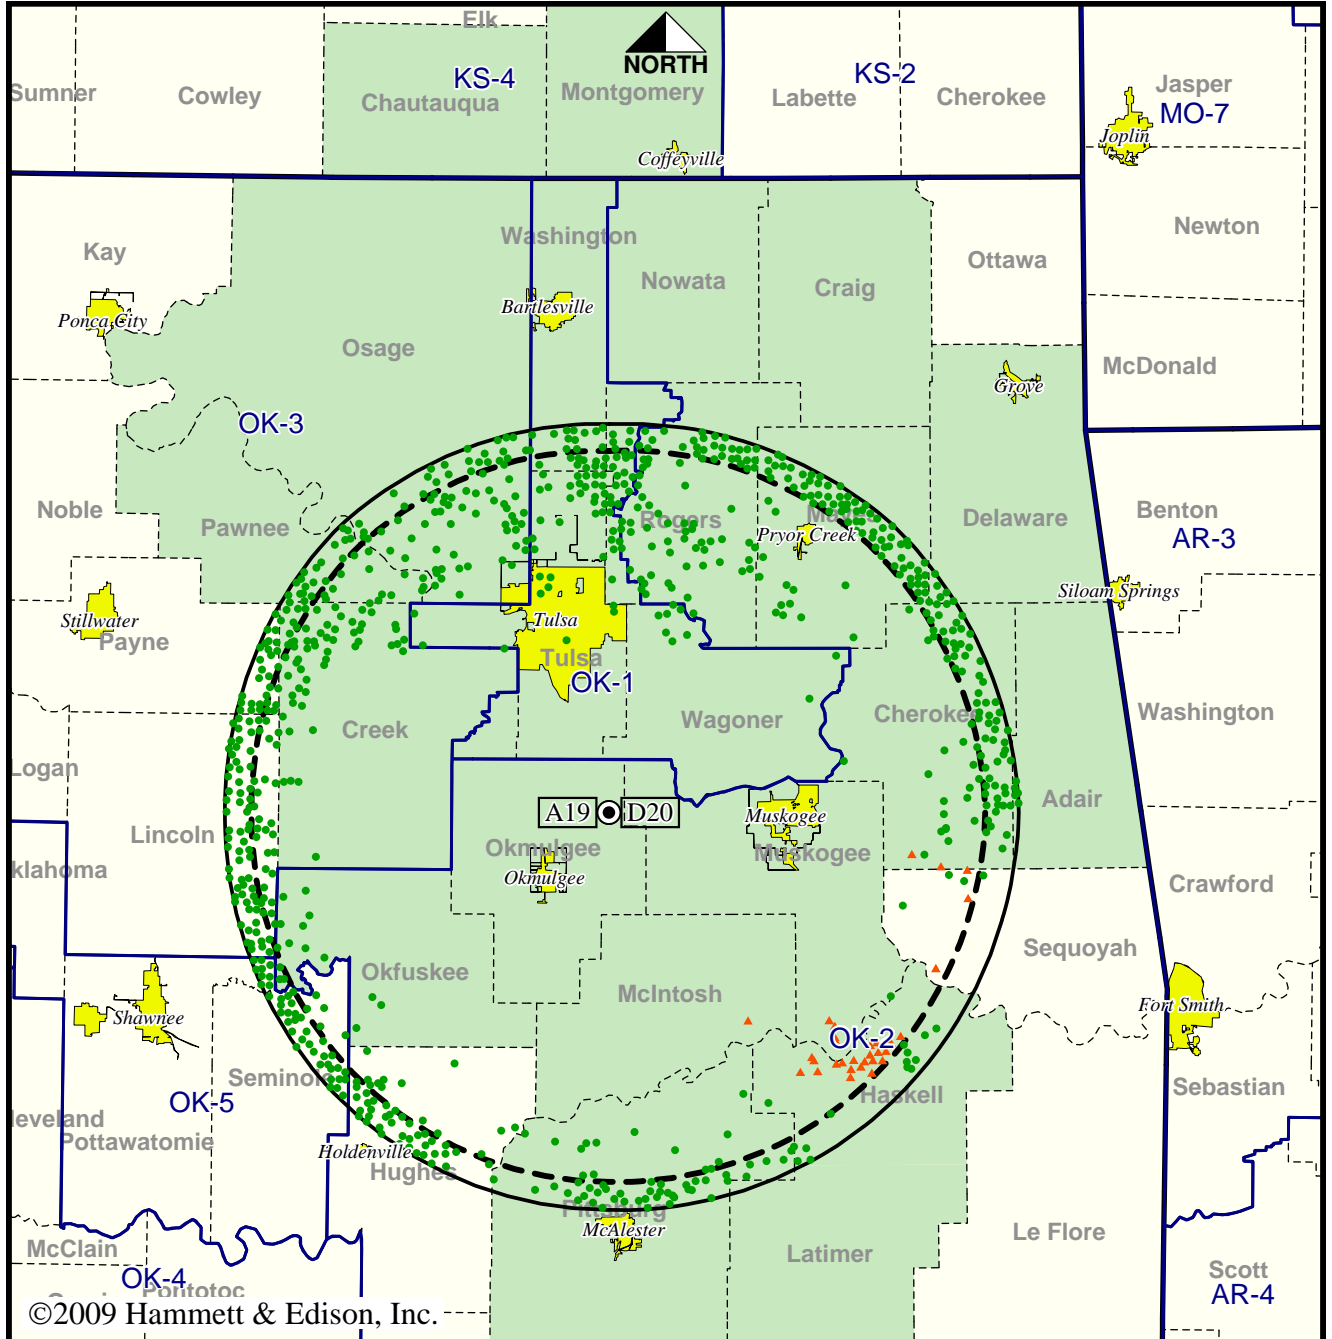 Elk
NORTH
KS-4
KS-2
Sumner
Cowley
Chautauqua
Montgomery
Labette
Cherokee
Jasper
MO-7
Joplin
Coffeyville
Kay
Washington
Nowata
Craig
Ottawa
Newton
Ponca City
Bartlesville
Osage
McDonald
Grove
OK-3
Noble
Pawnee
Rogers
Pryor Creek
Delaware
Benton
AR-3
Stillwater
Payne
Tulsa
Siloam Springs
Tulsa
OK-1
Creek
Wagoner
Cherokee
Washington
Logan
Lincoln
A19
D20
Muskogee
Adair
Okmulgee
Muskogee
klahoma
Okmulgee
Crawford
Sequoyah
Okfuskee
McIntosh
Shawnee
Fort Smith
OK-2
Seminole
OK-5
Haskell
Sebastian
leveland
Pottawatomie
Holdenville
Hughes
Pittsburg
McAlester
McClain
Latimer
Le Flore
OK-4
Pontotoc
Scott
AR-4
©2009 Hammett & Edison, Inc.